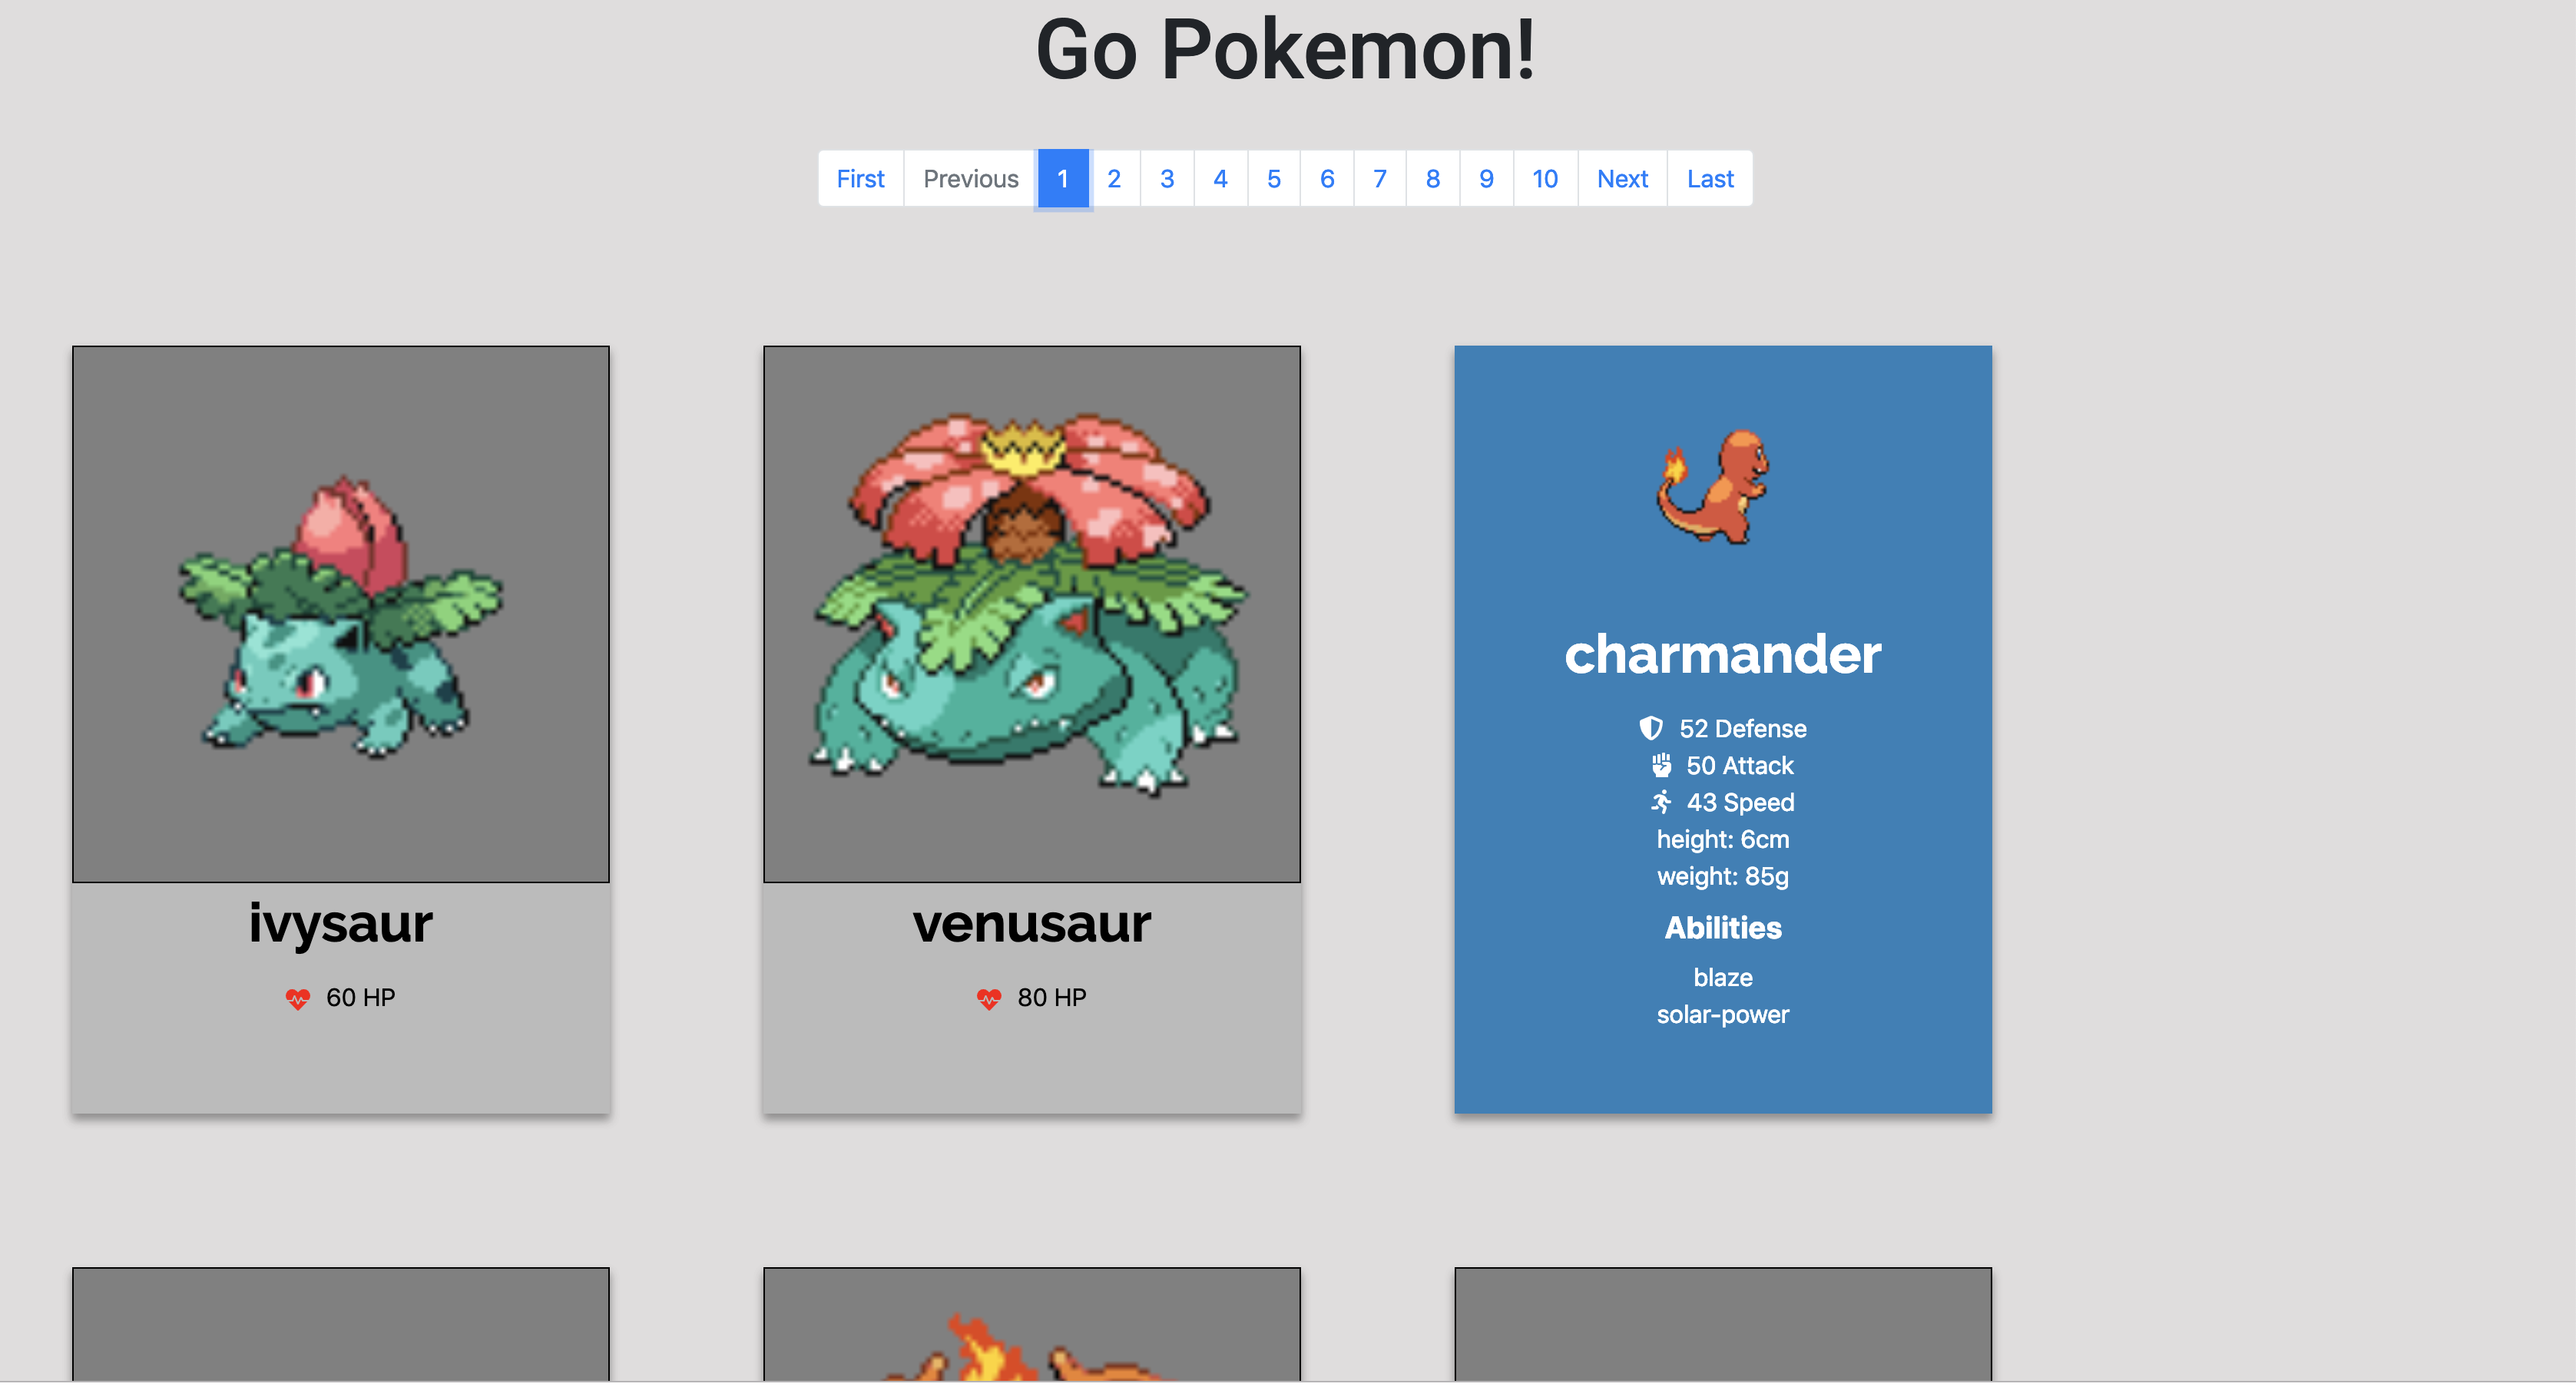 Go Pokemon!
First Previous 1 2 3 4 5 6 7 8 9 10 Next Last
ivysaur
60 HP
venusaur
80 HP
charmander
52 Defense
50 Attack
43 Speed
height: 6cm
weight: 85g
Abilities
blaze
solar-power